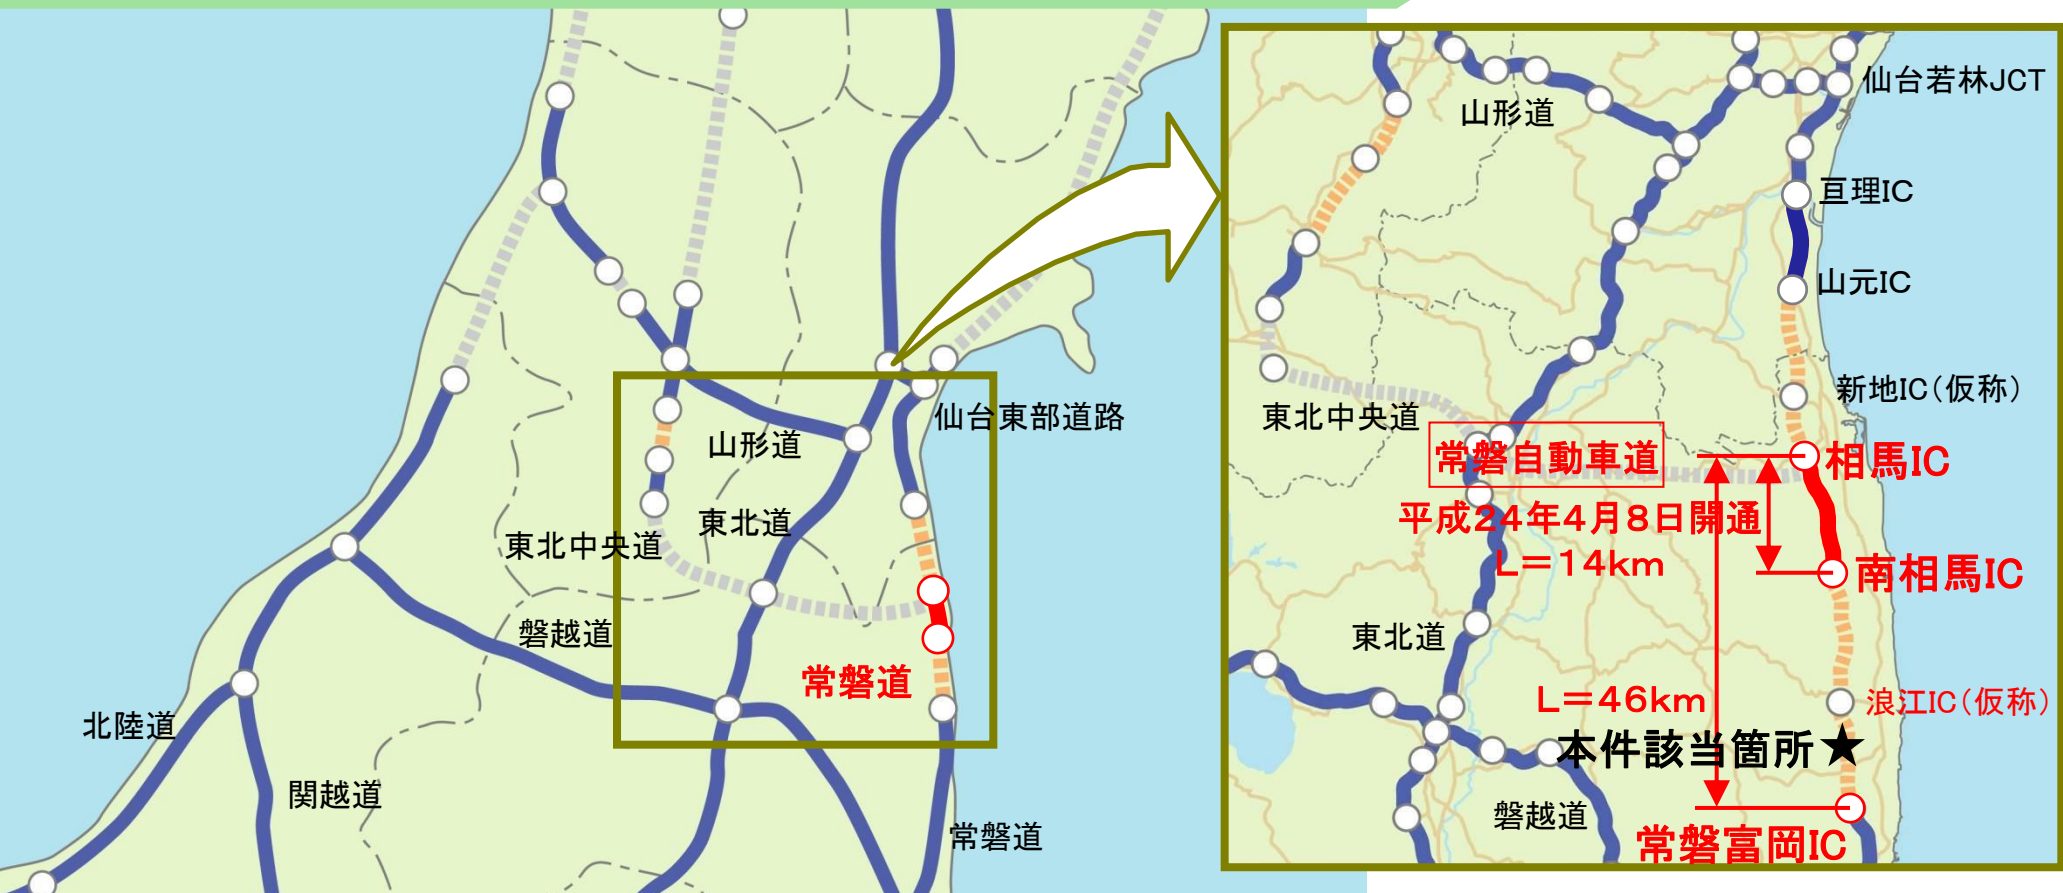 仙台東部道路
山形道
東北道
東北中央道
磐越道
常磐道
北陸道
関越道
常磐道
仙台若林JCT
山形道
亘理IC
山元IC
新地IC(仮称)
東北中央道
常磐自動車道
相馬IC
平成24年4月8日開通
L=14km
南相馬IC
東北道
L=46km
浪江IC(仮称)
本件該当箇所★
磐越道
常磐富岡IC